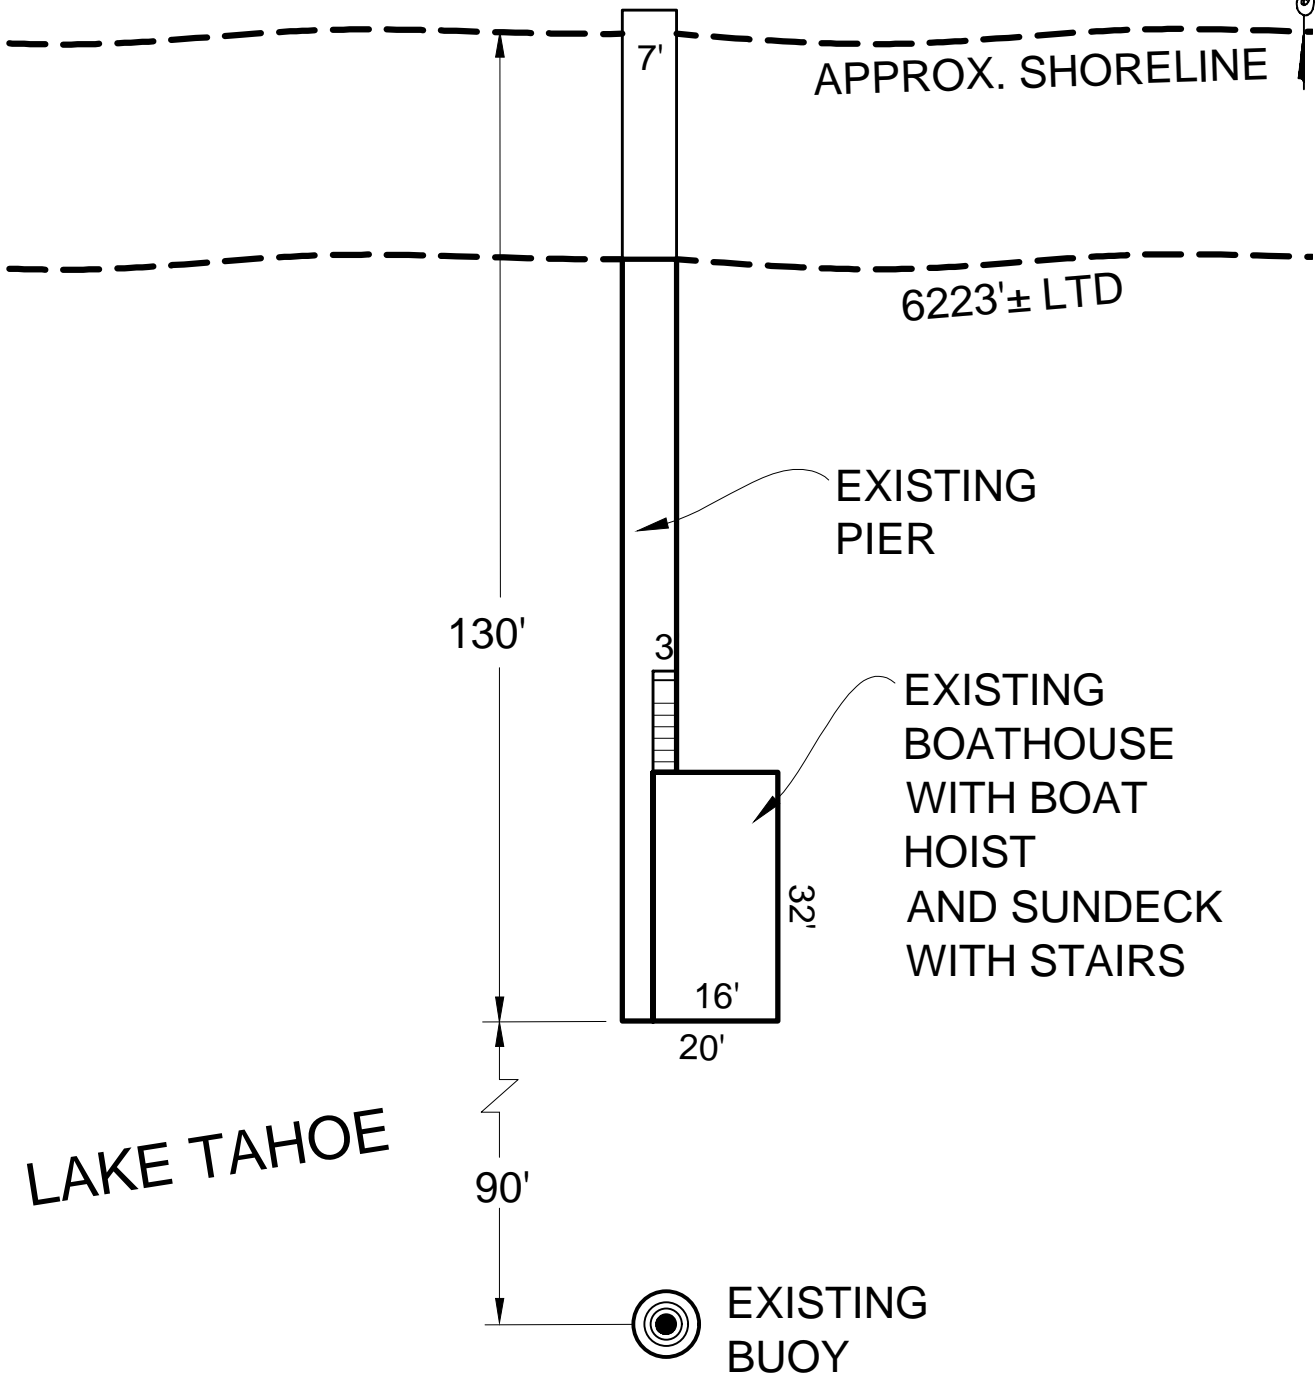 7'
APPROX. SHORELINE
6223'± LTD
EXISTING
PIER
130'
3
EXISTING
BOATHOUSE
WITH BOAT
HOIST
AND SUNDECK
WITH STAIRS
32'
16'
20'
LAKE TAHOE
90'
EXISTING
BUOY